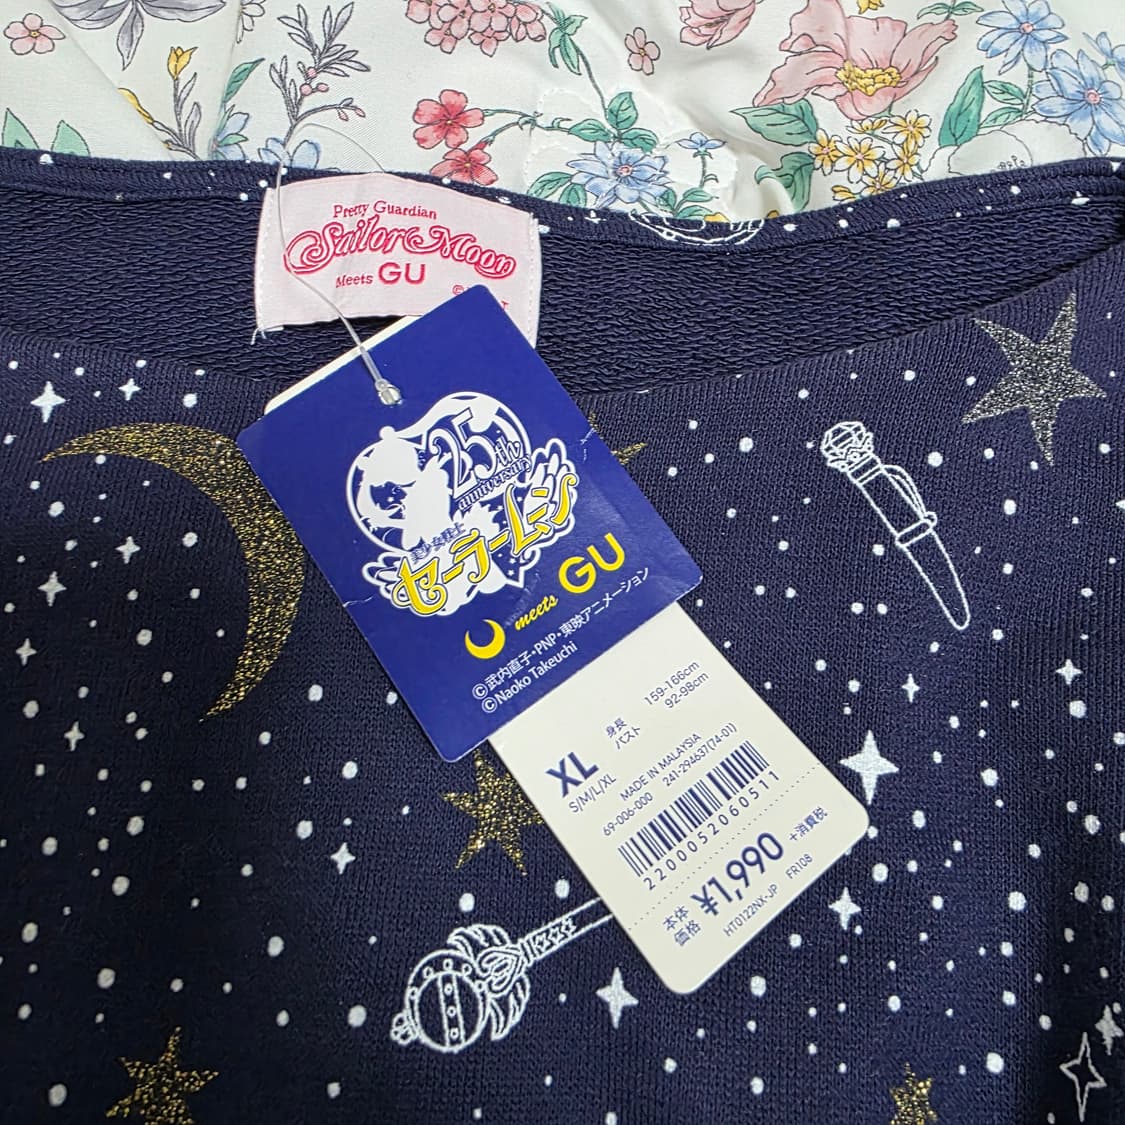 Pretty Guardian
Sailor Moon
Meets GU
25th
anniversary
美少女戦士
セーラームーン
meets GU
©武内直子・PNP・東映アニメーション
©Naoko Takeuchi
XL
身長 159-166cm
バスト 92-98cm
S/M/L/XL
MADE IN MALAYSIA
69-006-000 241-294637(74-01)
2200052060511
本体
価格 ¥1,990 +消費税
HT0122NX-JP FR108